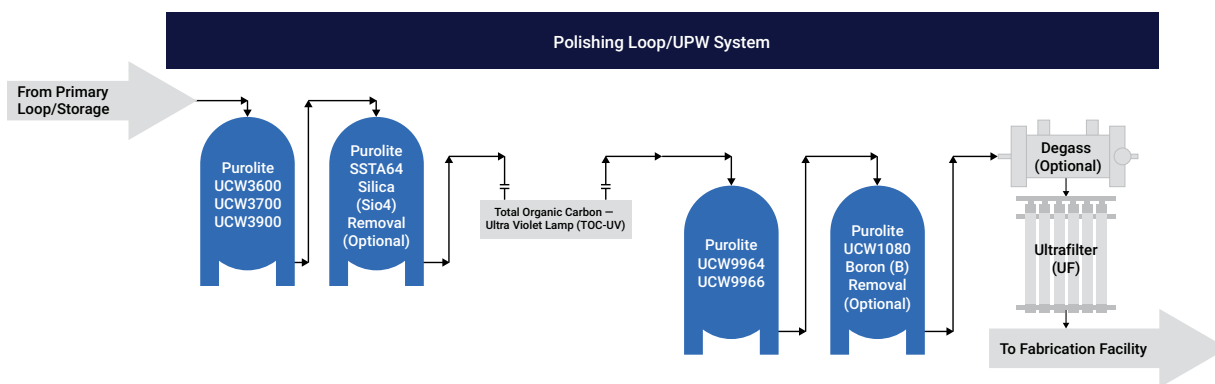 Polishing Loop/UPW System
From Primary
Loop/Storage
Purolite
UCW3600
UCW3700
UCW3900
Purolite
SSTA64
Silica
(Sio4)
Removal
(Optional)
Total Organic Carbon —
Ultra Violet Lamp (TOC-UV)
Purolite
UCW9964
UCW9966
Purolite
UCW1080
Boron (B)
Removal
(Optional)
Degass
(Optional)
Ultrafilter
(UF)
To Fabrication Facility